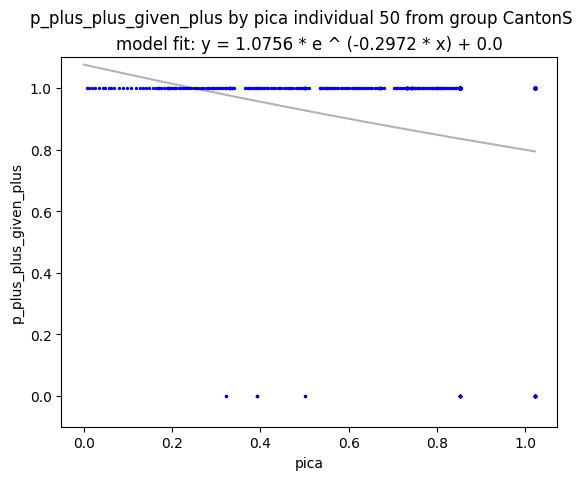 p_plus_plus_given_plus by pica individual 50 from group CantonS
model fit: y = 1.0756 * e ^ (-0.2972 * x) + 0.0
p_plus_plus_given_plus
1.0
0.8
0.6
0.4
0.2
0.0
0.0 0.2 0.4 0.6 0.8 1.0
pica